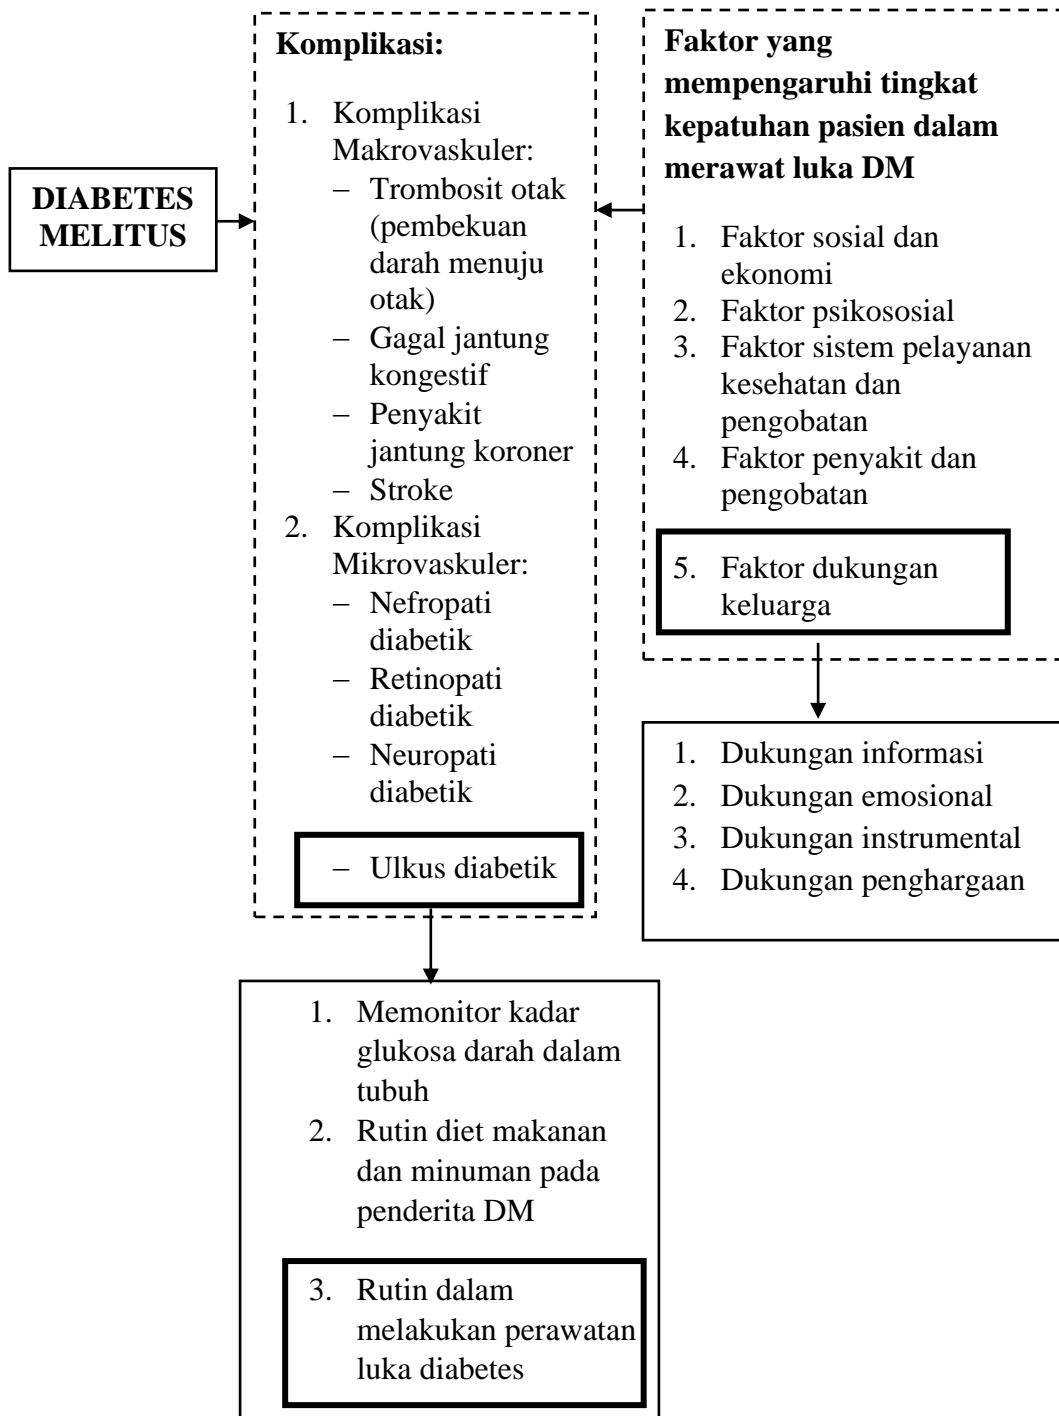 DIABETES
MELITUS
Komplikasi:
1. Komplikasi
Makrovaskuler:
– Trombosit otak
(pembekuan
darah menuju
otak)
– Gagal jantung
kongestif
– Penyakit
jantung koroner
– Stroke
2. Komplikasi
Mikrovaskuler:
– Nefropati
diabetik
– Retinopati
diabetik
– Neuropati
diabetik
– Ulkus diabetik
Faktor yang
mempengaruhi tingkat
kepatuhan pasien dalam
merawat luka DM
1. Faktor sosial dan
ekonomi
2. Faktor psikososial
3. Faktor sistem pelayanan
kesehatan dan
pengobatan
4. Faktor penyakit dan
pengobatan
5. Faktor dukungan
keluarga
1. Dukungan informasi
2. Dukungan emosional
3. Dukungan instrumental
4. Dukungan penghargaan
1. Memonitor kadar
glukosa darah dalam
tubuh
2. Rutin diet makanan
dan minuman pada
penderita DM
3. Rutin dalam
melakukan perawatan
luka diabetes